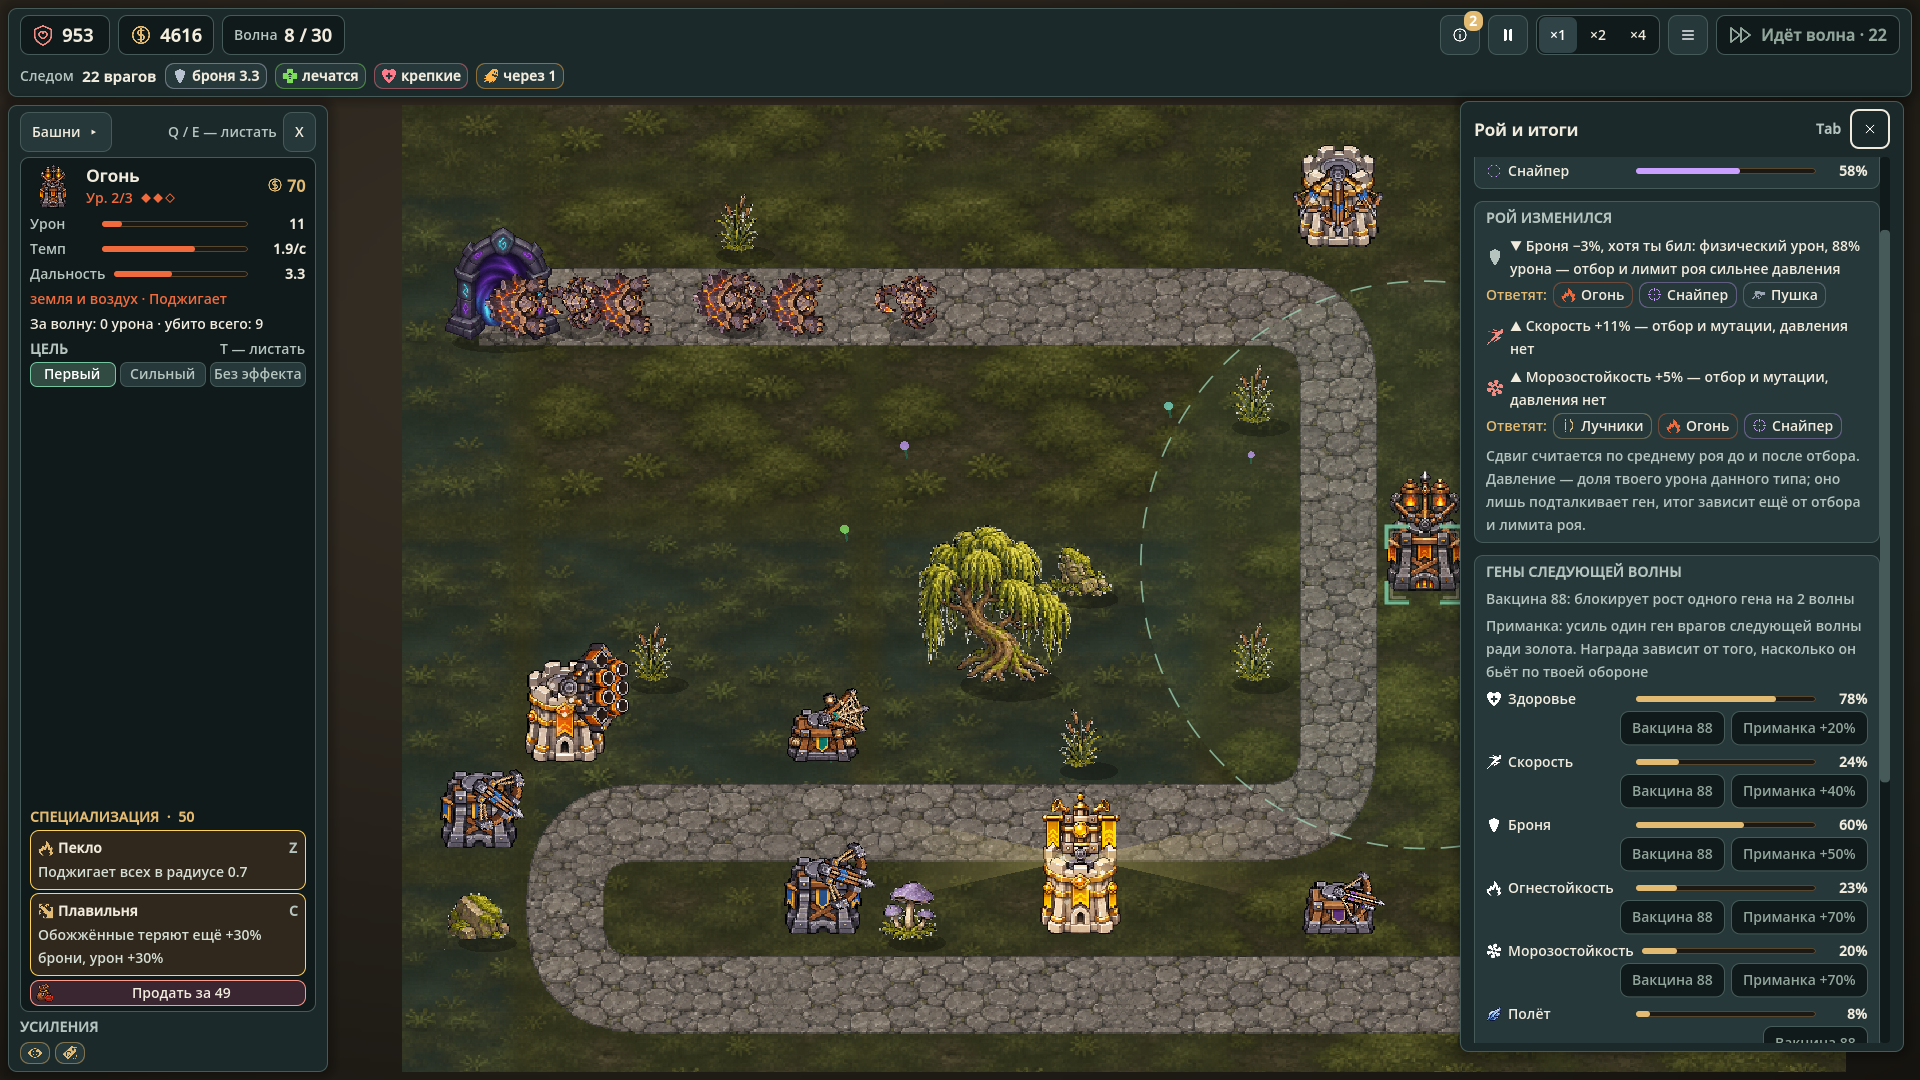 953
4616
Волна 8 / 30
2
×1
×2
×4
Идёт волна · 22
Следом 22 врагов
броня 3.3
лечатся
крепкие
через 1
Башни
Q / E — листать
X
Огонь
Ур. 2/3
70
Урон 11
Темп 1.9/с
Дальность 3.3
земля и воздух · Поджигает
За волну: 0 урона · убито всего: 9
ЦЕЛЬ
T — листать
Первый
Сильный
Без эффекта
СПЕЦИАЛИЗАЦИЯ · 50
Пекло Z
Поджигает всех в радиусе 0.7
Плавильня C
Обожжённые теряют ещё +30%
брони, урон +30%
Продать за 49
УСИЛЕНИЯ
Рой и итоги
Tab
Снайпер 58%
РОЙ ИЗМЕНИЛСЯ
▼ Броня −3%, хотя ты бил: физический урон, 88%
урона — отбор и лимит роя сильнее давления
Ответят: Огонь Снайпер Пушка
▲ Скорость +11% — отбор и мутации, давления
нет
▲ Морозостойкость +5% — отбор и мутации,
давления нет
Ответят: Лучники Огонь Снайпер
Сдвиг считается по среднему роя до и после отбора.
Давление — доля твоего урона данного типа; оно
лишь подталкивает ген, итог зависит ещё от отбора
и лимита роя.
ГЕНЫ СЛЕДУЮЩЕЙ ВОЛНЫ
Вакцина 88: блокирует рост одного гена на 2 волны
Приманка: усиль один ген врагов следующей волны
ради золота. Награда зависит от того, насколько он
бьёт по твоей обороне
Здоровье 78%
Вакцина 88 Приманка +20%
Скорость 24%
Вакцина 88 Приманка +40%
Броня 60%
Вакцина 88 Приманка +50%
Огнестойкость 23%
Вакцина 88 Приманка +70%
Морозостойкость 20%
Вакцина 88 Приманка +70%
Полёт 8%
Вакцина 88